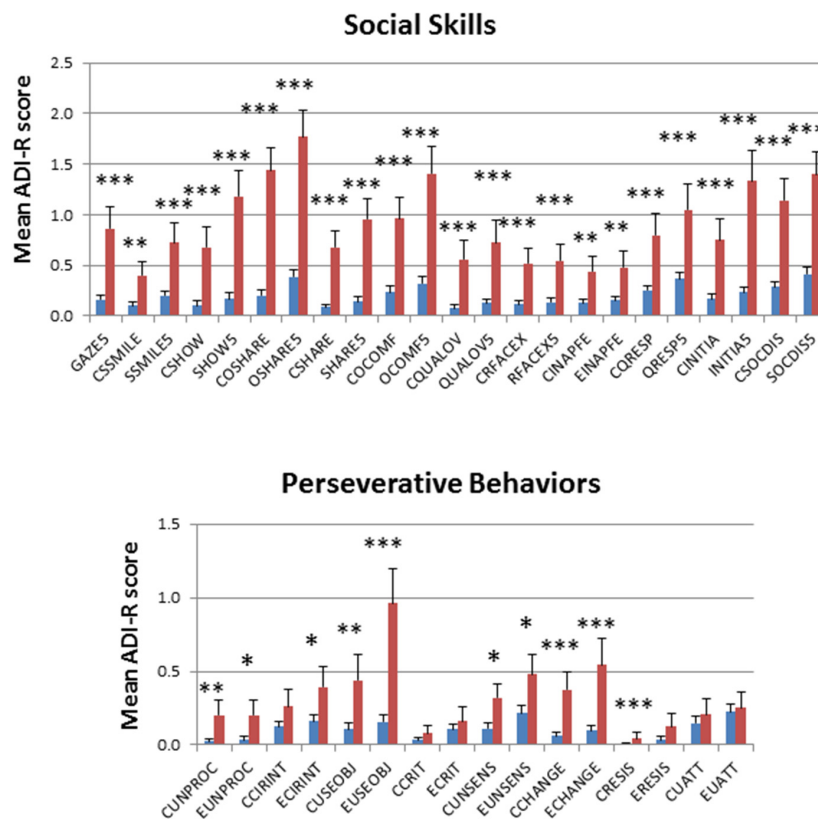 Social Skills
Mean ADI-R score
2.5
2.0
1.5
1.0
0.5
0.0
*** ** *** *** *** *** *** *** *** *** *** *** *** *** *** ** ** *** *** *** *** *** ***
GAZE5 CSSMILE SSMILE5 CSHOW SHOW5 COSHARE OSHARE5 CSHARE SHARE5 COCOMF OCOMF5 CQUALOV QUALOV5 CRFACEX RFACEX5 CINAPFE EINAPFE CQRESP QRESP5 CINITIA INITIA5 CSOCDIS SOCDIS5
Perseverative Behaviors
Mean ADI-R score
1.5
1.0
0.5
0.0
** * * ** *** * * *** *** ***
CUNPROC EUNPROC CCIRINT ECIRINT CUSEOBJ EUSEOBJ CCRIT ECRIT CUNSENS EUNSENS CCHANGE ECHANGE CRESIS ERESIS CUATT EUATT